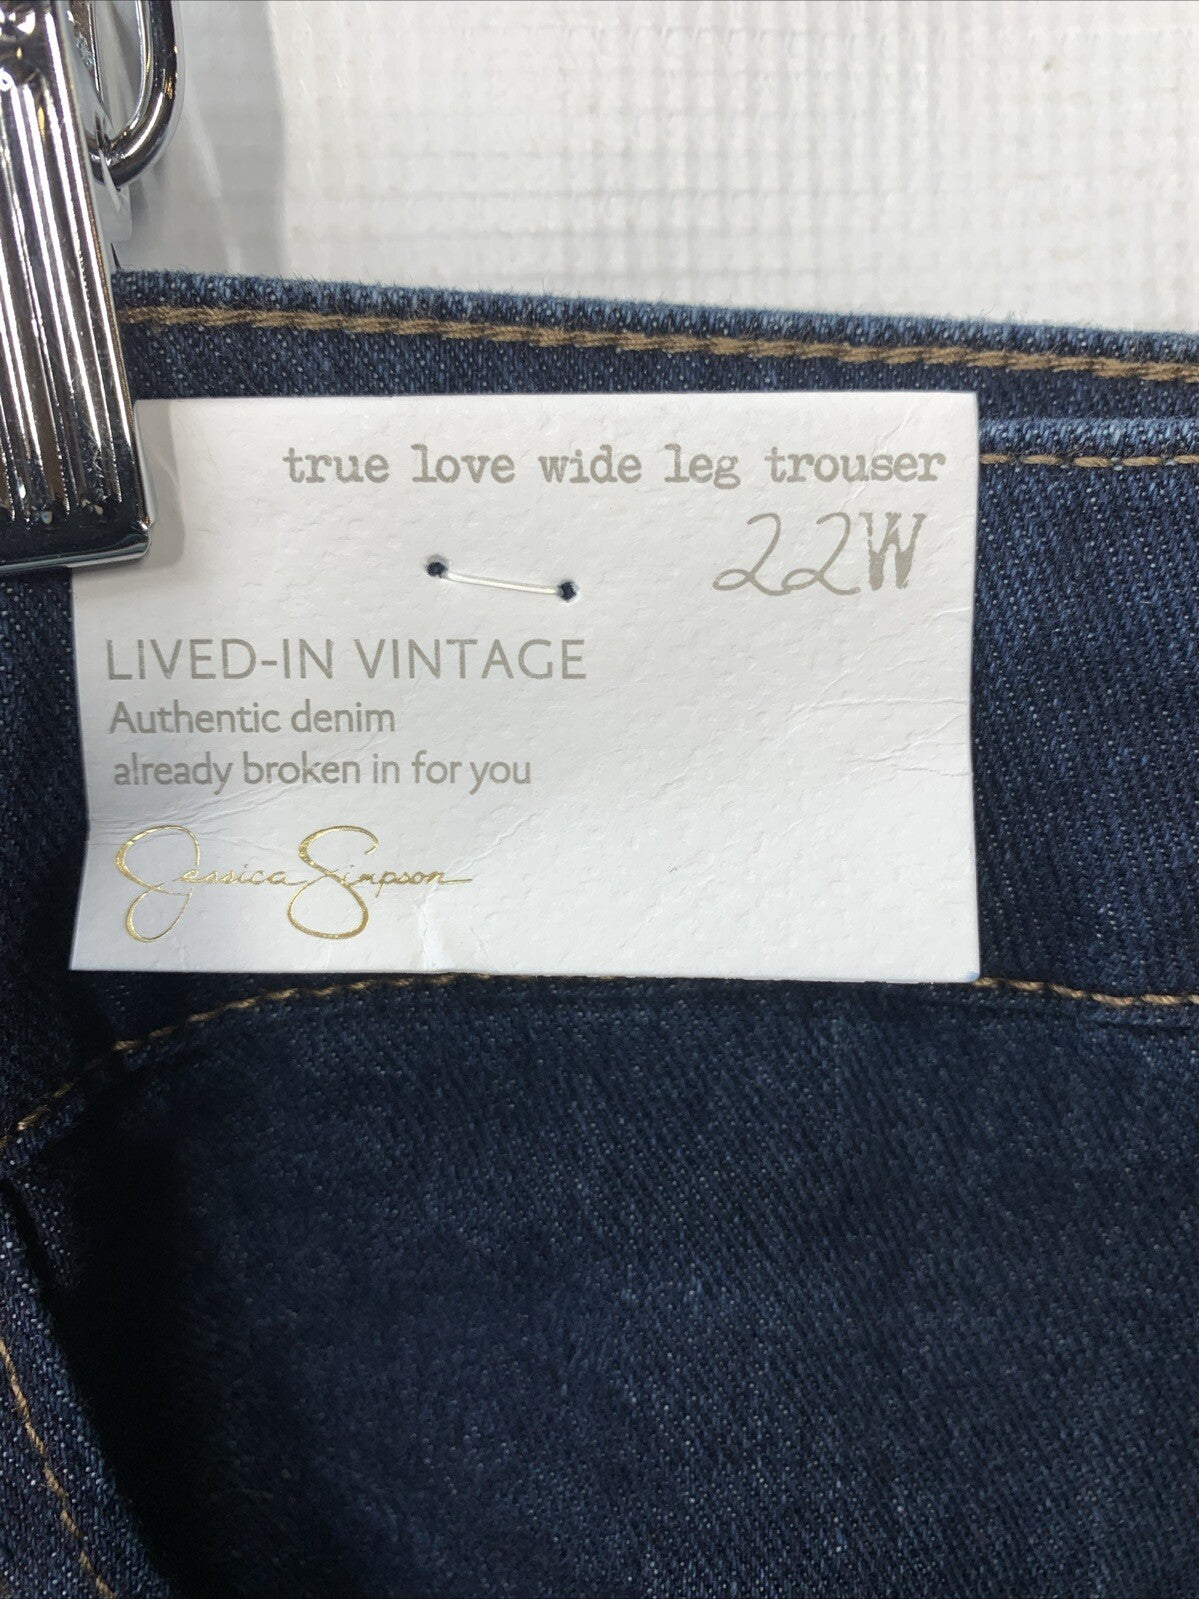 true love wide leg trouser
22W
LIVED-IN VINTAGE
Authentic denim
already broken in for you
Jessica Simpson